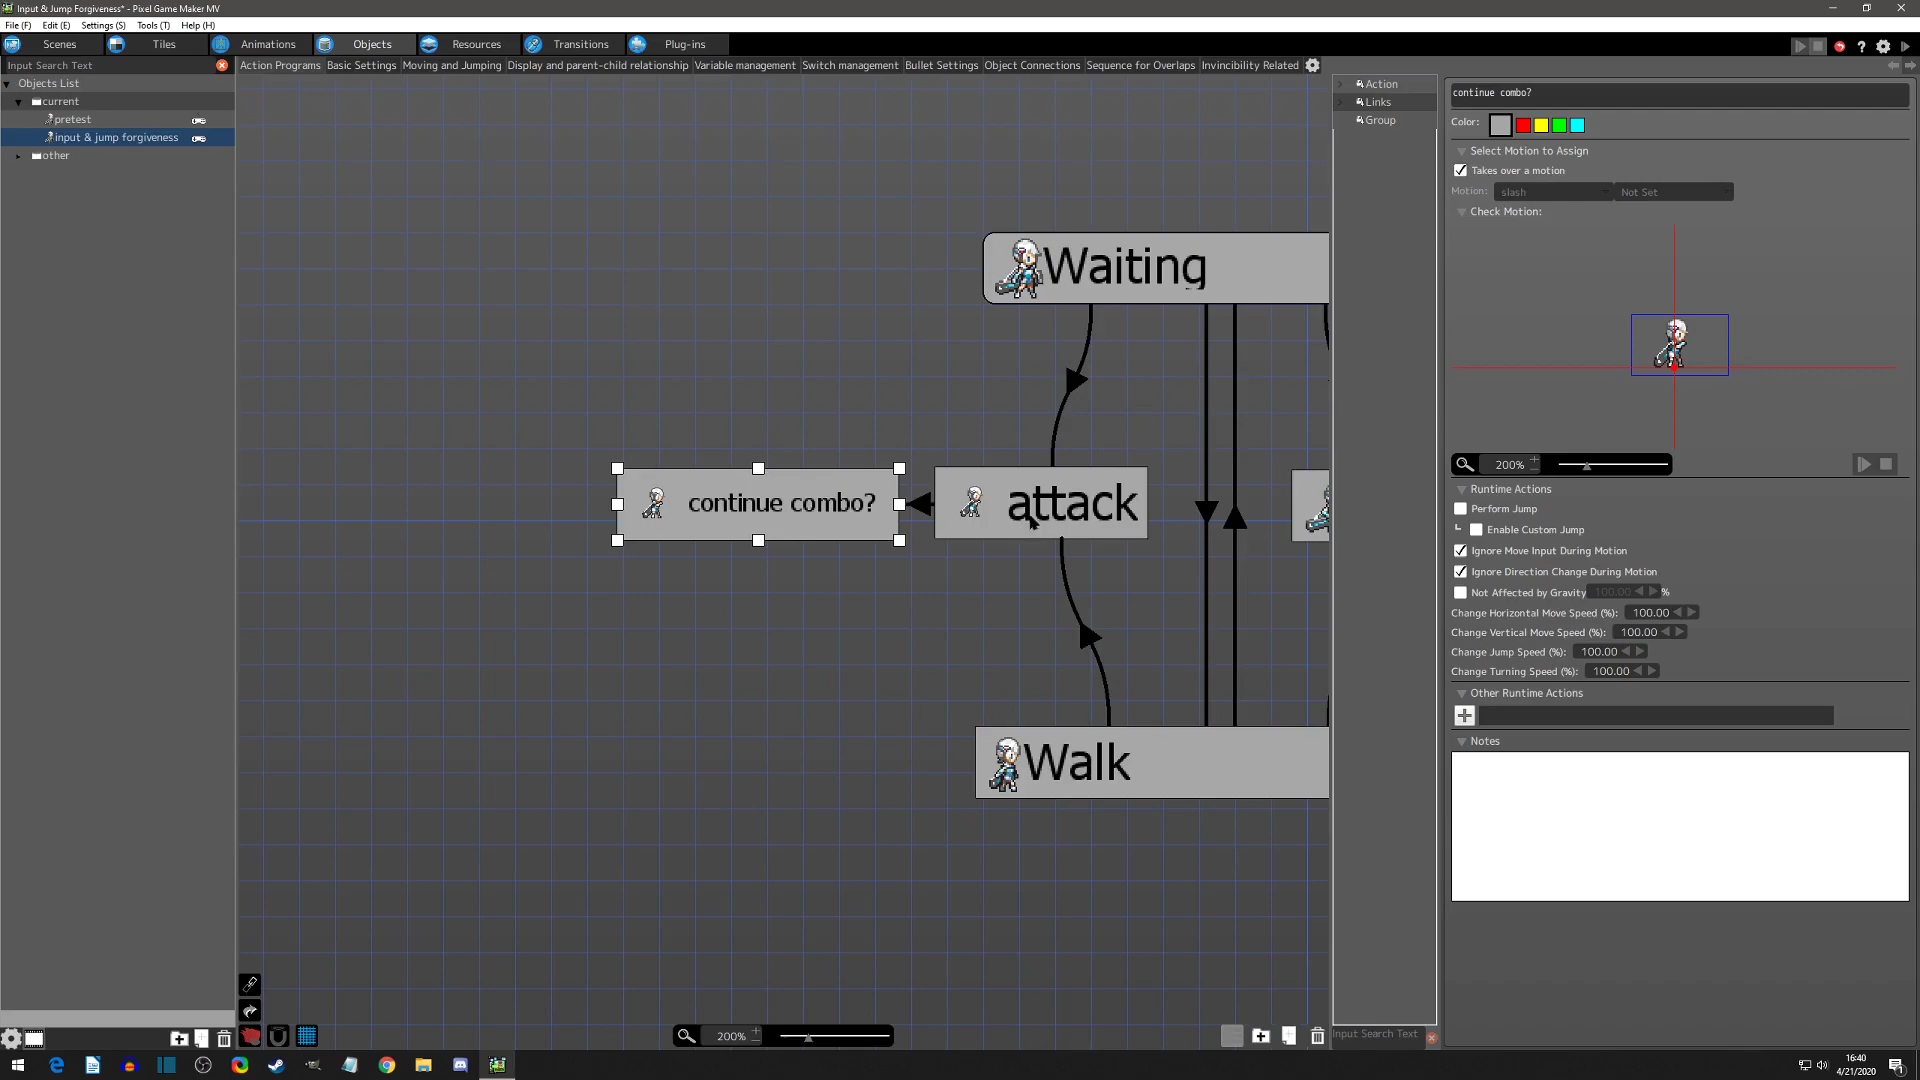 Input & Jump Forgiveness* - Pixel Game Maker MV
File (F) Edit (E) Settings (S) Tools (T) Help (H)
Scenes Tiles Animations Objects Resources Transitions Plug-ins
Input Search Text
Action Programs Basic Settings Moving and Jumping Display and parent-child relationship Variable management Switch management Bullet Settings Object Connections Sequence for Overlaps Invincibility Related
Objects List
current
pretest
input & jump forgiveness
other
Waiting
continue combo?
attack
Walk
200%
Action
Links
Group
Input Search Text
continue combo?
Color:
Select Motion to Assign
Takes over a motion
Motion: slash Not Set
Check Motion:
200%
Runtime Actions
Perform Jump
Enable Custom Jump
Ignore Move Input During Motion
Ignore Direction Change During Motion
Not Affected by Gravity 100.00 %
Change Horizontal Move Speed (%): 100.00
Change Vertical Move Speed (%): 100.00
Change Jump Speed (%): 100.00
Change Turning Speed (%): 100.00
Other Runtime Actions
Notes
16:40
4/21/2020